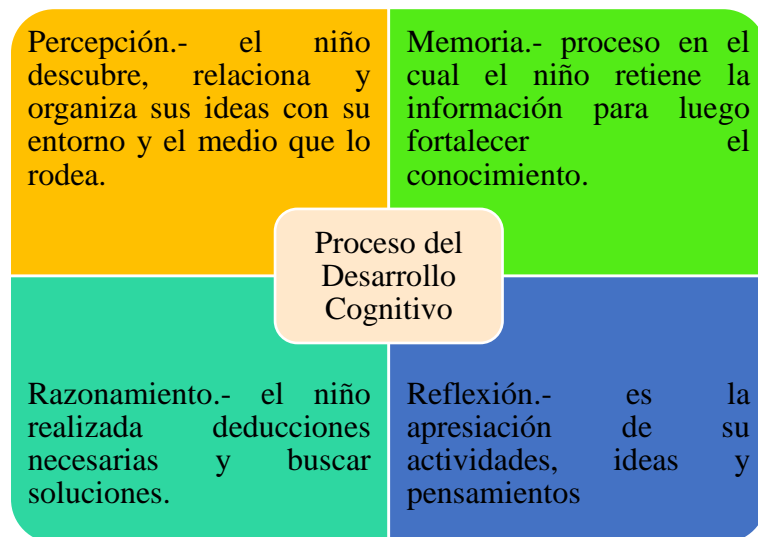 Percepción.- el niño
descubre, relaciona y
organiza sus ideas con su
entorno y el medio que lo
rodea.
Memoria.- proceso en el
cual el niño retiene la
información para luego
fortalecer el
conocimiento.
Proceso del
Desarrollo
Cognitivo
Razonamiento.- el niño
realizada deducciones
necesarias y buscar
soluciones.
Reflexión.- es la
apresiación de su
actividades, ideas y
pensamientos